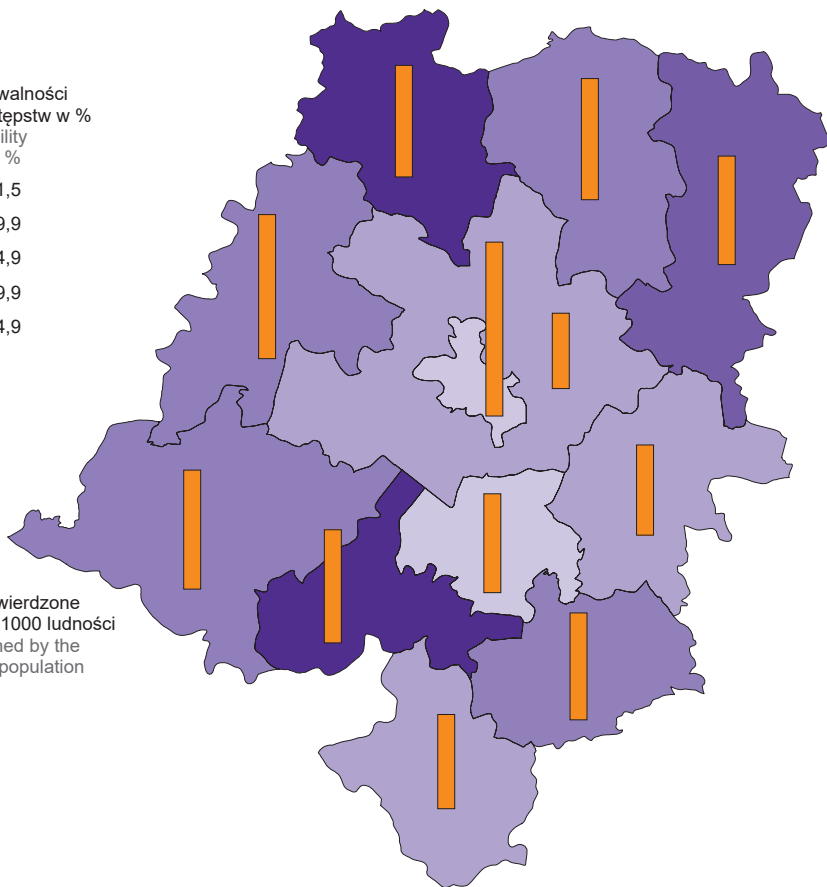 walności
tępstw w %
ility
%
1,5
9,9
4,9
9,9
4,9
wierdzone
1000 ludności
ned by the
population